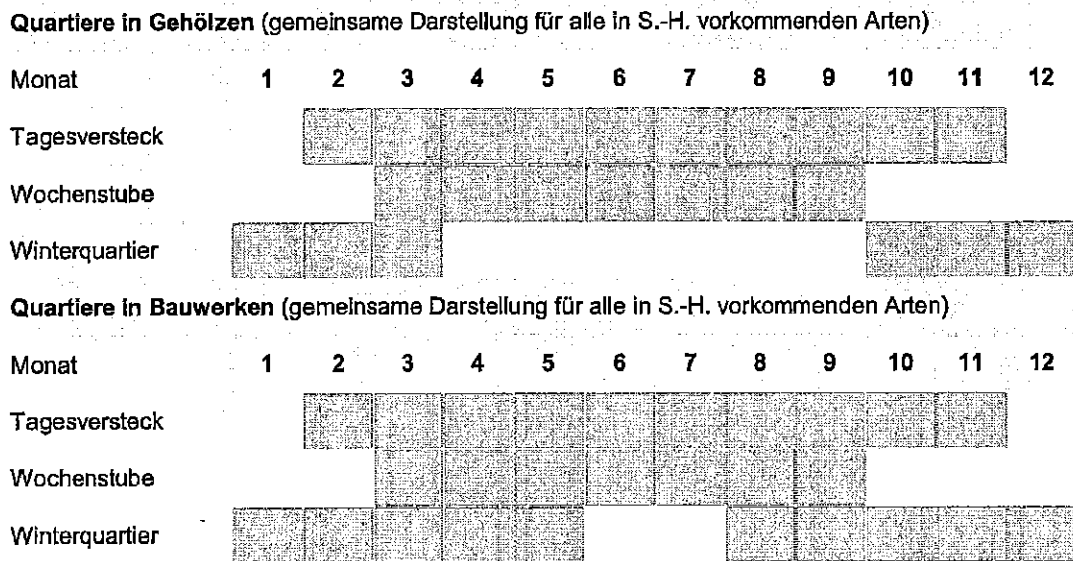 Quartiere in Gehölzen (gemeinsame Darstellung für alle in S.-H. vorkommenden Arten)
Monat 1 2 3 4 5 6 7 8 9 10 11 12
Tagesversteck
Wochenstube
Winterquartier
Quartiere in Bauwerken (gemeinsame Darstellung für alle in S.-H. vorkommenden Arten)
Monat 1 2 3 4 5 6 7 8 9 10 11 12
Tagesversteck
Wochenstube
Winterquartier